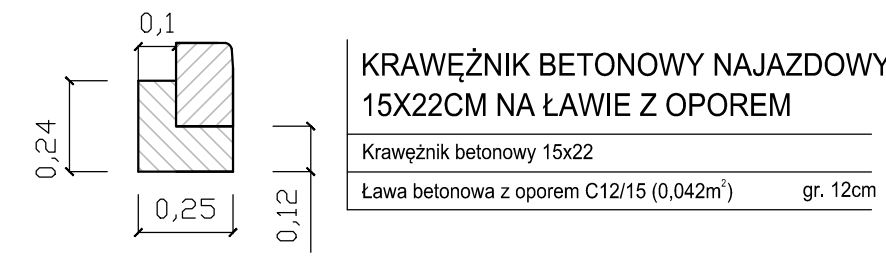 0,1
KRAWĘŻNIK BETONOWY NAJAZDOWY
15X22CM NA ŁAWIE Z OPOREM
0,24
Krawężnik betonowy 15x22
Ława betonowa z oporem C12/15 (0,042m²) gr. 12cm
0,25
0,12